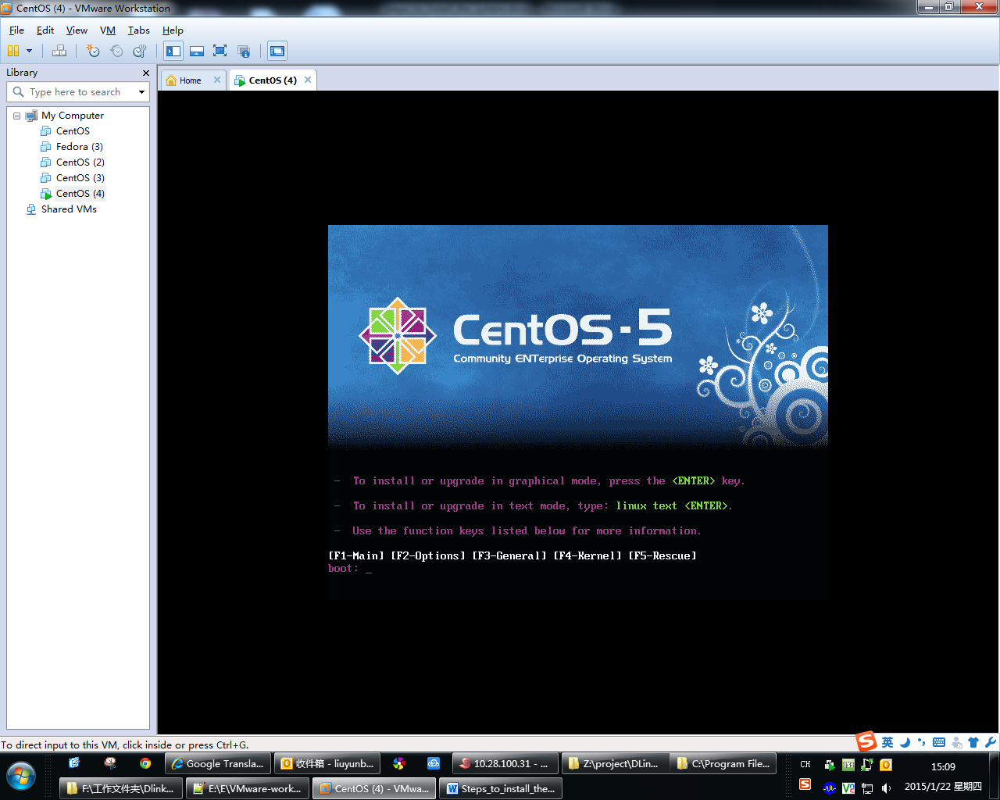 CentOS (4) - VMware Workstation
File Edit View VM Tabs Help
Library
Home
CentOS (4)
Type here to search
My Computer
CentOS
Fedora (3)
CentOS (2)
CentOS (3)
CentOS (4)
Shared VMs
CentOS-5
Community ENTerprise Operating System
- To install or upgrade in graphical mode, press the <ENTER> key.
- To install or upgrade in text mode, type: linux text <ENTER>.
- Use the function keys listed below for more information.
[F1-Main] [F2-Options] [F3-General] [F4-Kernel] [F5-Rescue]
boot: _
To direct input to this VM, click inside or press Ctrl+G.
英
Google Transla... 收件箱 - liuyunb... 10.28.100.31 - ... Z:\project\DLin... C:\Program File... CH
15:09
F:\工作文件夹\Dlink... E:\E\VMware-work... CentOS (4) - VMwa... Steps_to_install_the...
2015/1/22 星期四